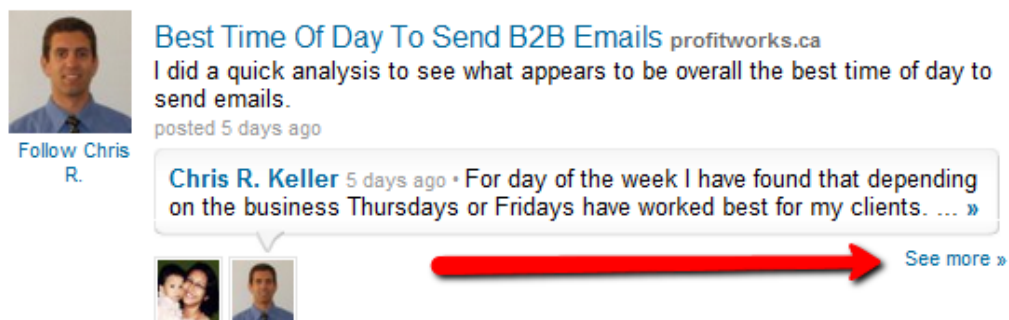 Best Time Of Day To Send B2B Emails profitworks.ca
I did a quick analysis to see what appears to be overall the best time of day to
send emails.
posted 5 days ago
Follow Chris
R.
Chris R. Keller 5 days ago • For day of the week I have found that depending
on the business Thursdays or Fridays have worked best for my clients. ... »
See more »